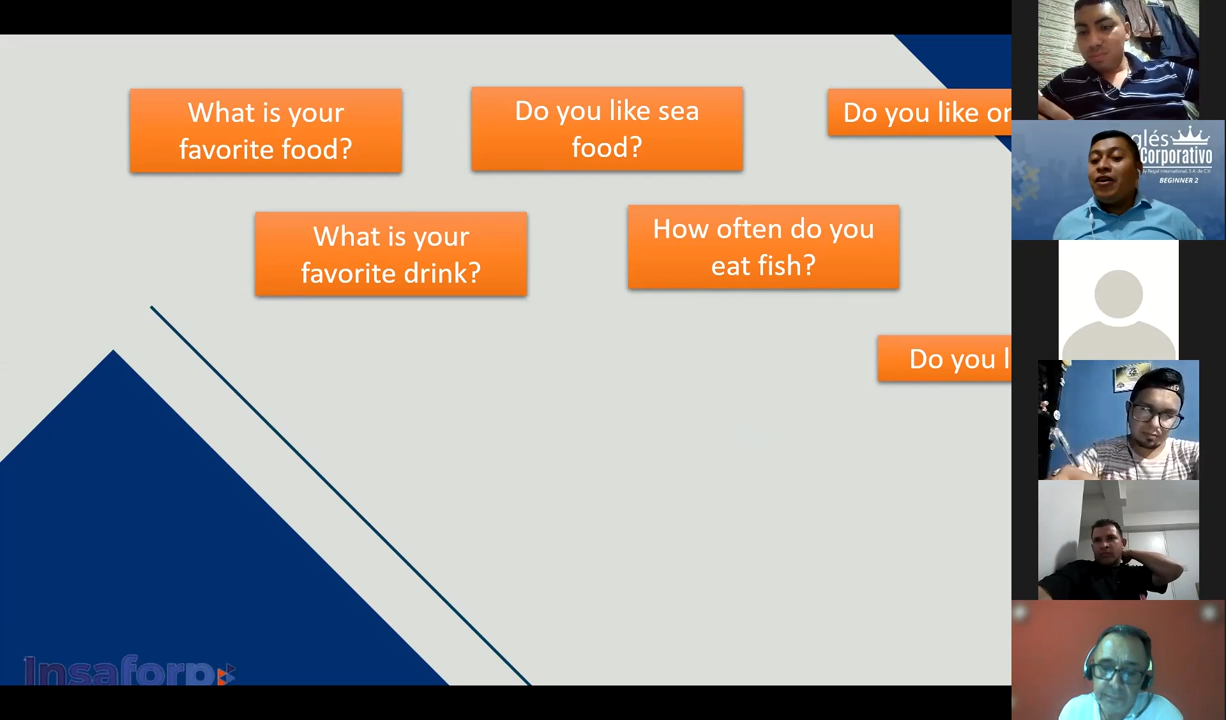 What is your
favorite food?
Do you like sea
food?
Do you like or
What is your
favorite drink?
How often do you
eat fish?
Do you l
glés
Corporativo
BEGINNER 2
Insaforp